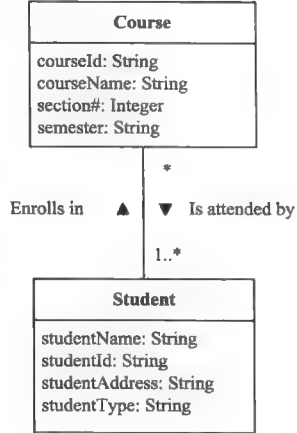 Course
courseId: String
courseName: String
section#: Integer
semester: String
*
Enrolls in ▲ ▼ Is attended by
1..*
Student
studentName: String
studentId: String
studentAddress: String
studentType: String